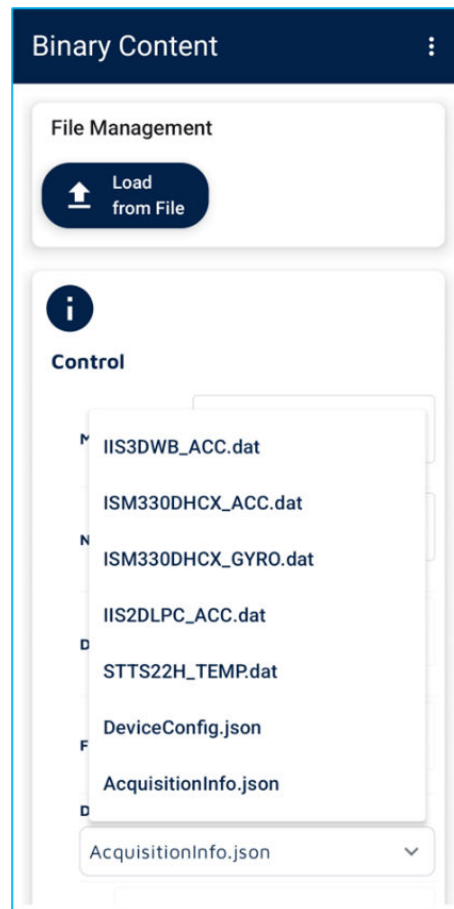 Binary Content
File Management
Load
from File
Control
M
IIS3DWB_ACC.dat
ISM330DHCX_ACC.dat
N
ISM330DHCX_GYRO.dat
IIS2DLPC_ACC.dat
D
STTS22H_TEMP.dat
DeviceConfig.json
F
AcquisitionInfo.json
D
AcquisitionInfo.json